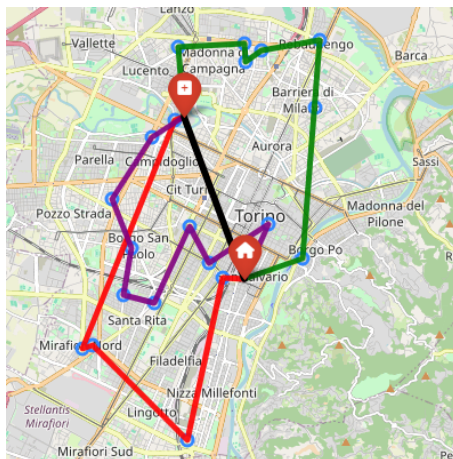 Lanzo
Vallette
Madonna di
Campagna
Rebaudengo
Barca
Lucento
Barriera
di
Mila
Aurora
Parella
Campidoglio
Sassi
Cit Turin
Madonna del
Pilone
Pozzo Strada
Torino
Borgo San
Paolo
Borgo Po
Santa Rita
Mirafiori Nord
Filadelfia
Nizza Millefonti
Stellantis
Mirafiori
Lingotto
Mirafiori Sud
Pe